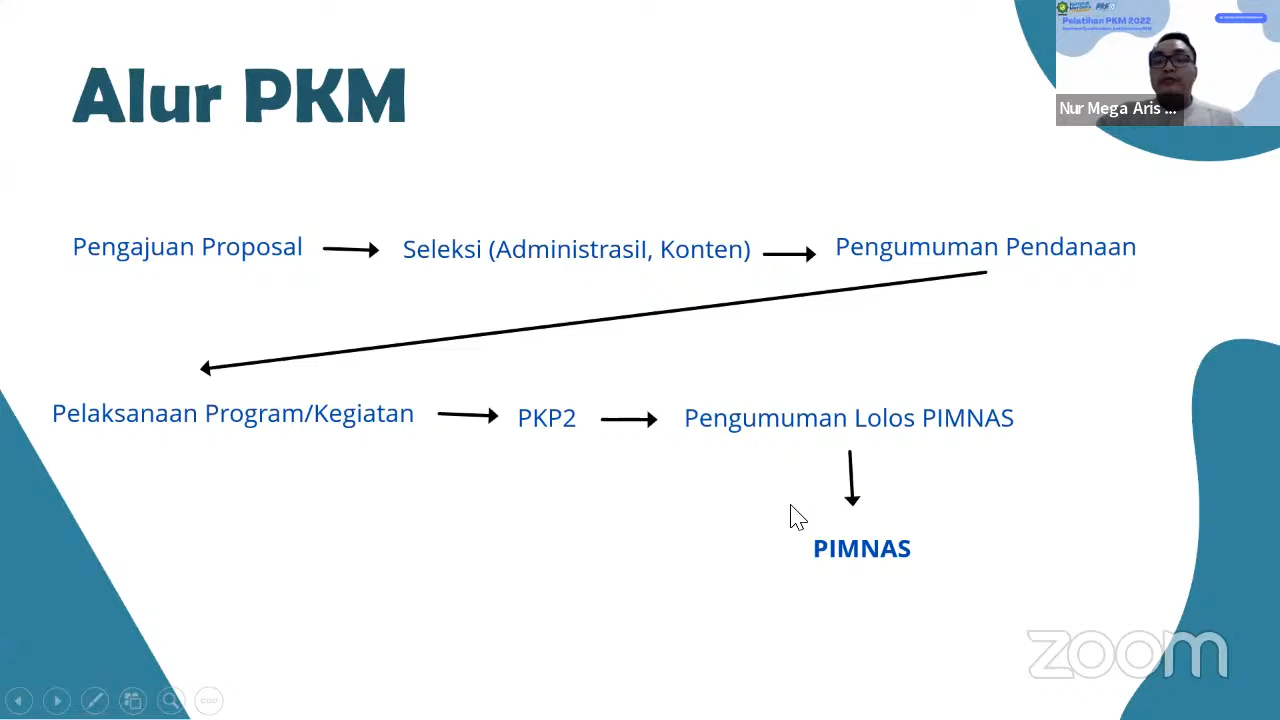 Pelatihan PKM 2022
Nur Mega Aris ...
Alur PKM
Pengajuan Proposal
Seleksi (AdministrasiI, Konten)
Pengumuman Pendanaan
Pelaksanaan Program/Kegiatan
PKP2
Pengumuman Lolos PIMNAS
PIMNAS
zoom